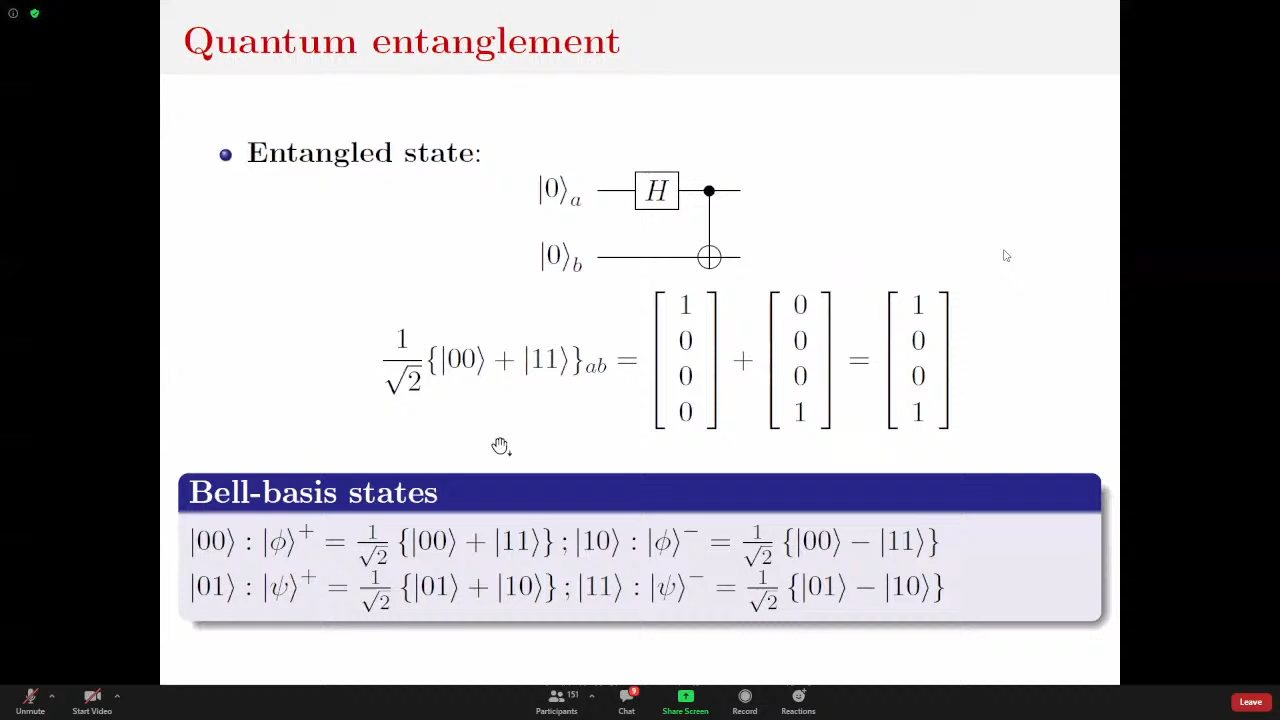 Quantum entanglement
Entangled state:
|0⟩a H
|0⟩b
1/√2 {|00⟩ + |11⟩}ab = [1 0 0 0] + [0 0 0 1] = [1 0 0 1]
Bell-basis states
|00⟩ : |ϕ⟩⁺ = 1/√2 {|00⟩ + |11⟩} ; |10⟩ : |ϕ⟩⁻ = 1/√2 {|00⟩ − |11⟩}
|01⟩ : |ψ⟩⁺ = 1/√2 {|01⟩ + |10⟩} ; |11⟩ : |ψ⟩⁻ = 1/√2 {|01⟩ − |10⟩}
151 9
Unmute Start Video Participants Chat Share Screen Record Reactions Leave